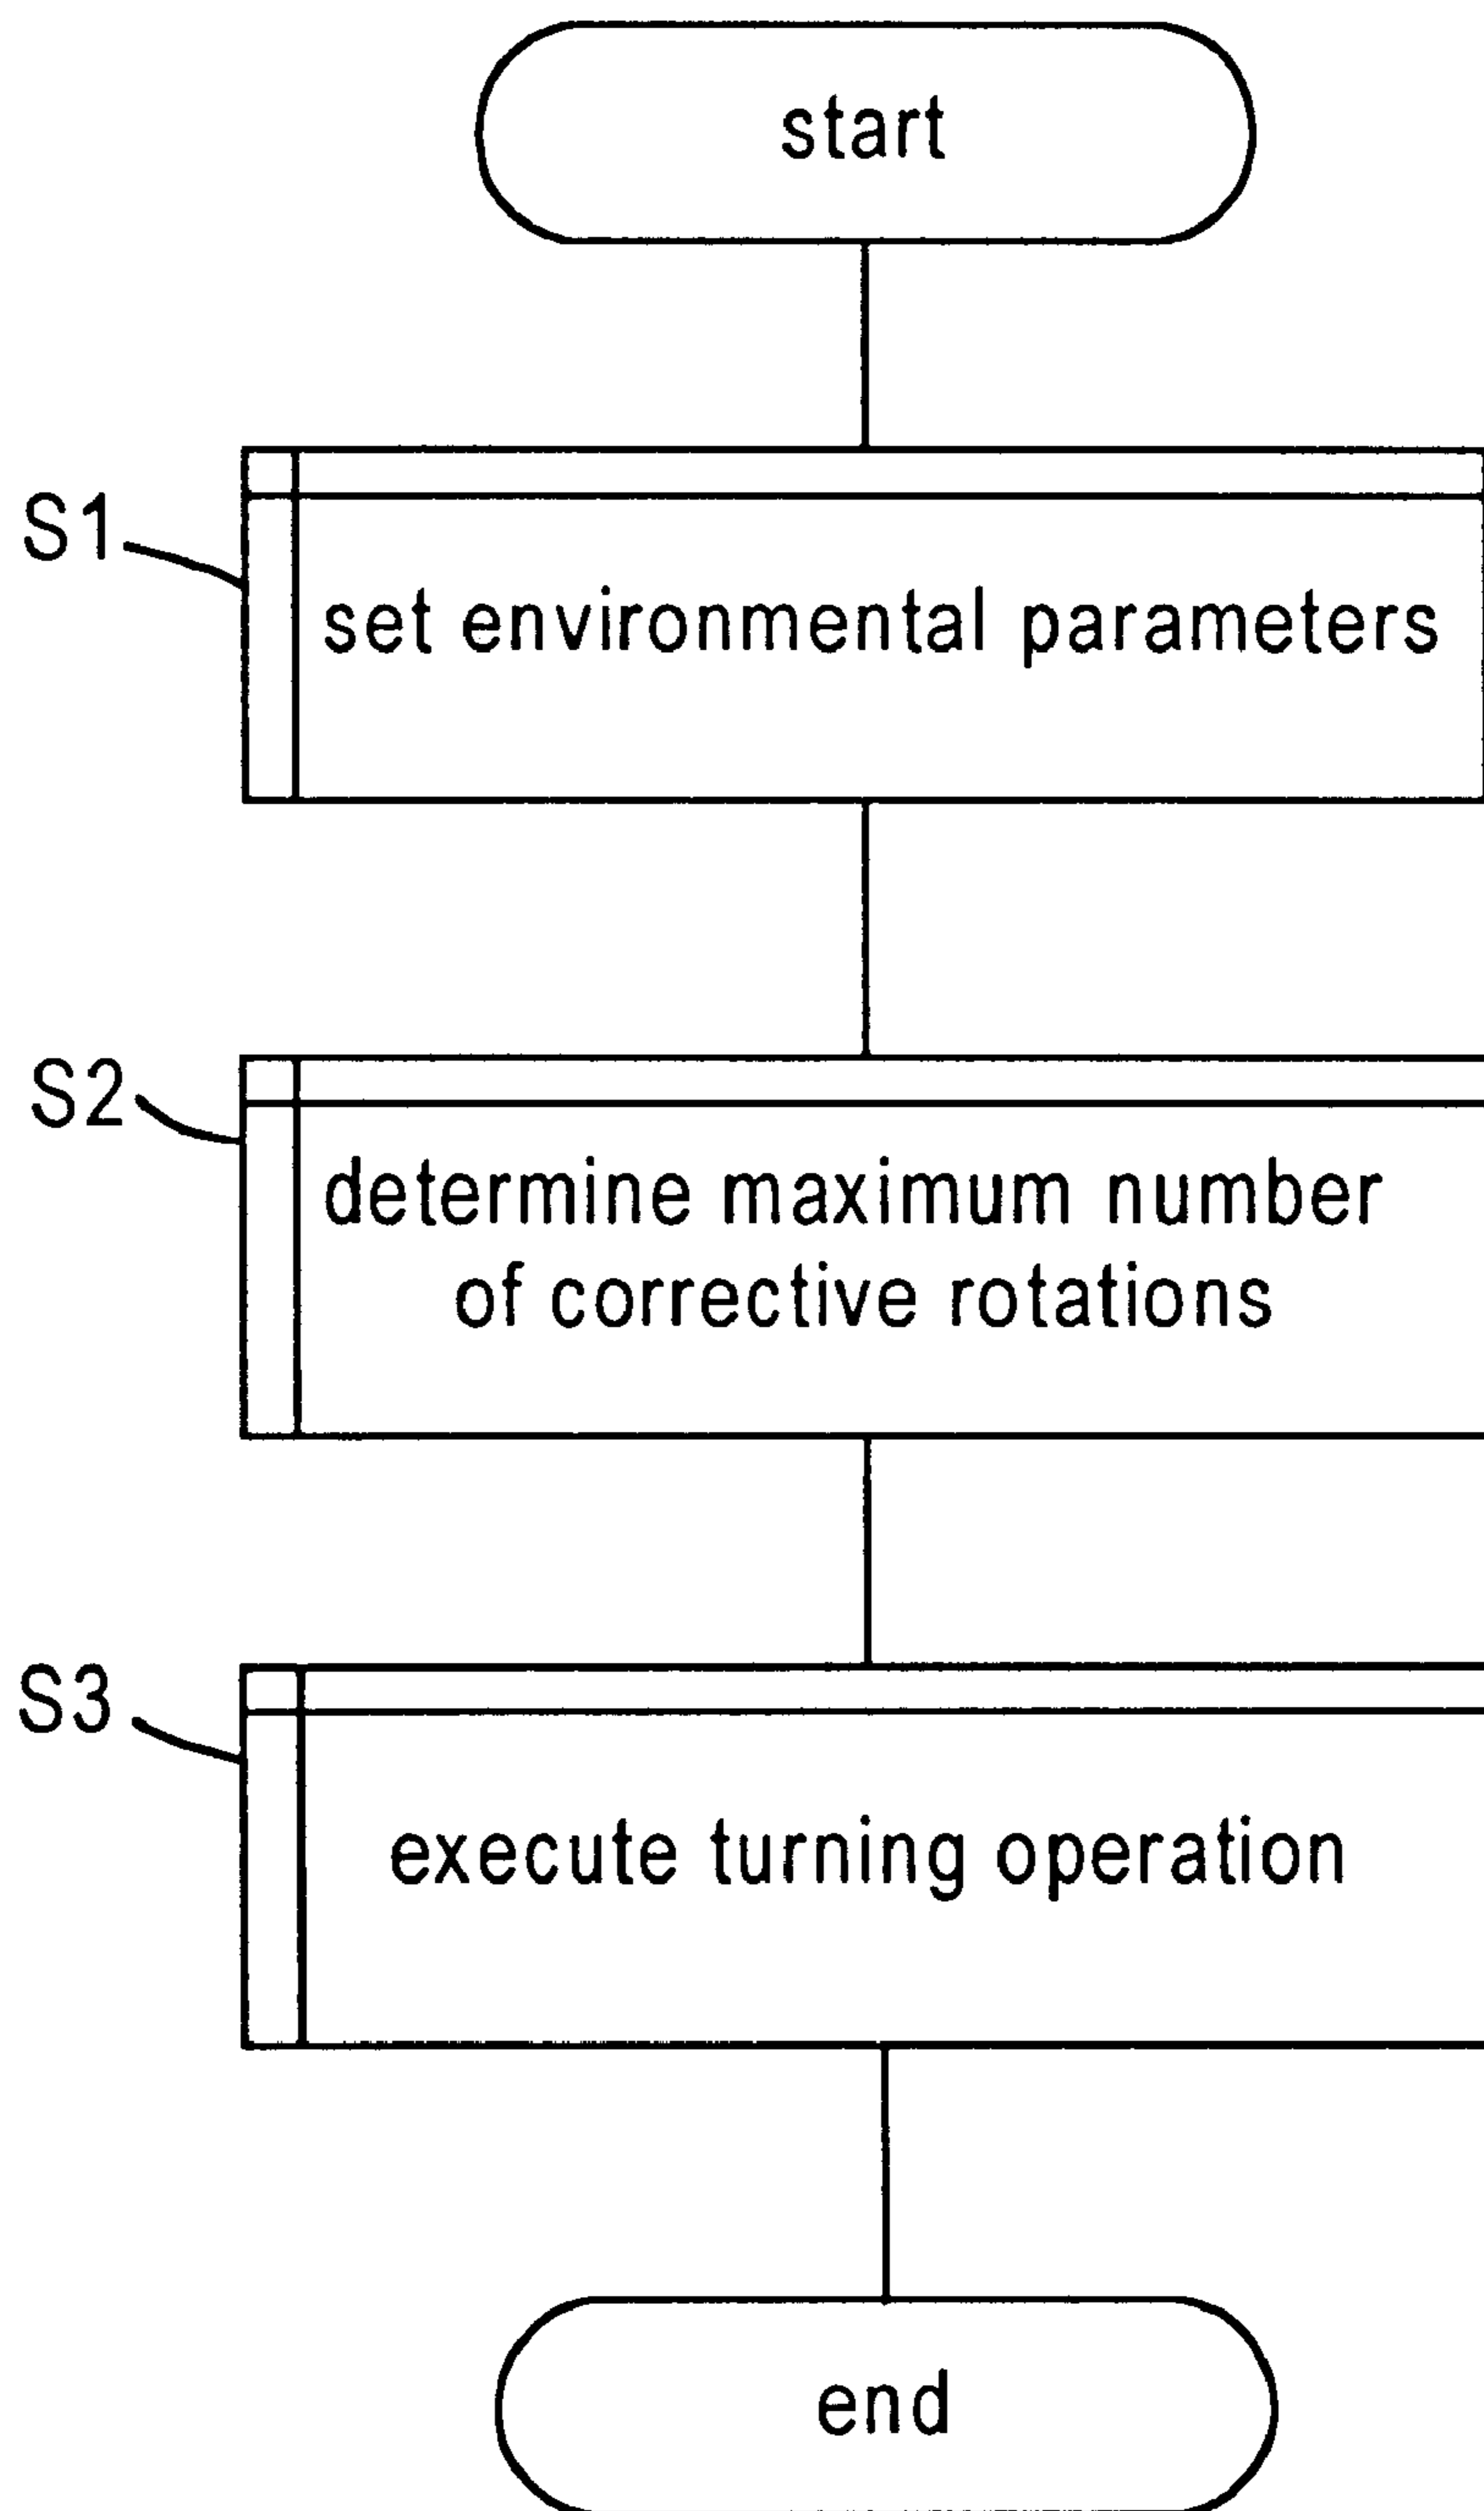 start
S1
set environmental parameters
S2
determine maximum number
of corrective rotations
S3
execute turning operation
end